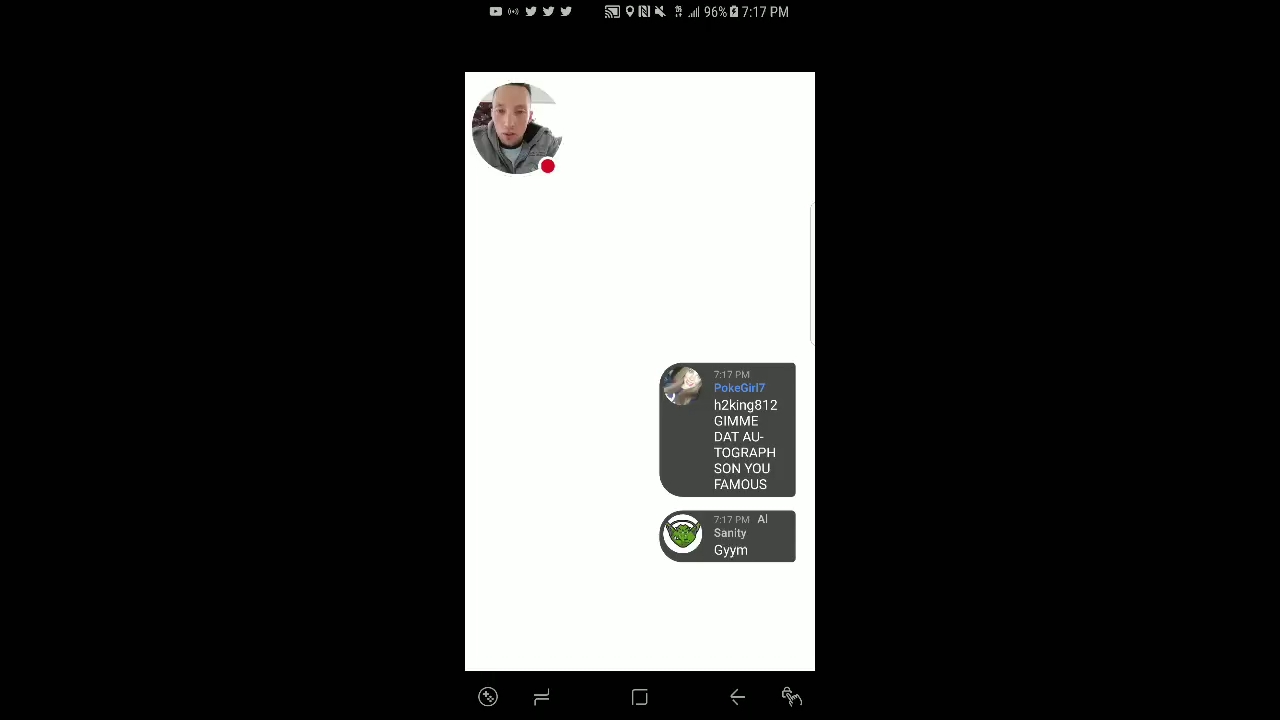 96% 7:17 PM
7:17 PM
PokeGirl7
h2king812
GIMME
DAT AU-
TOGRAPH
SON YOU
FAMOUS
7:17 PM Al
Sanity
Gyym